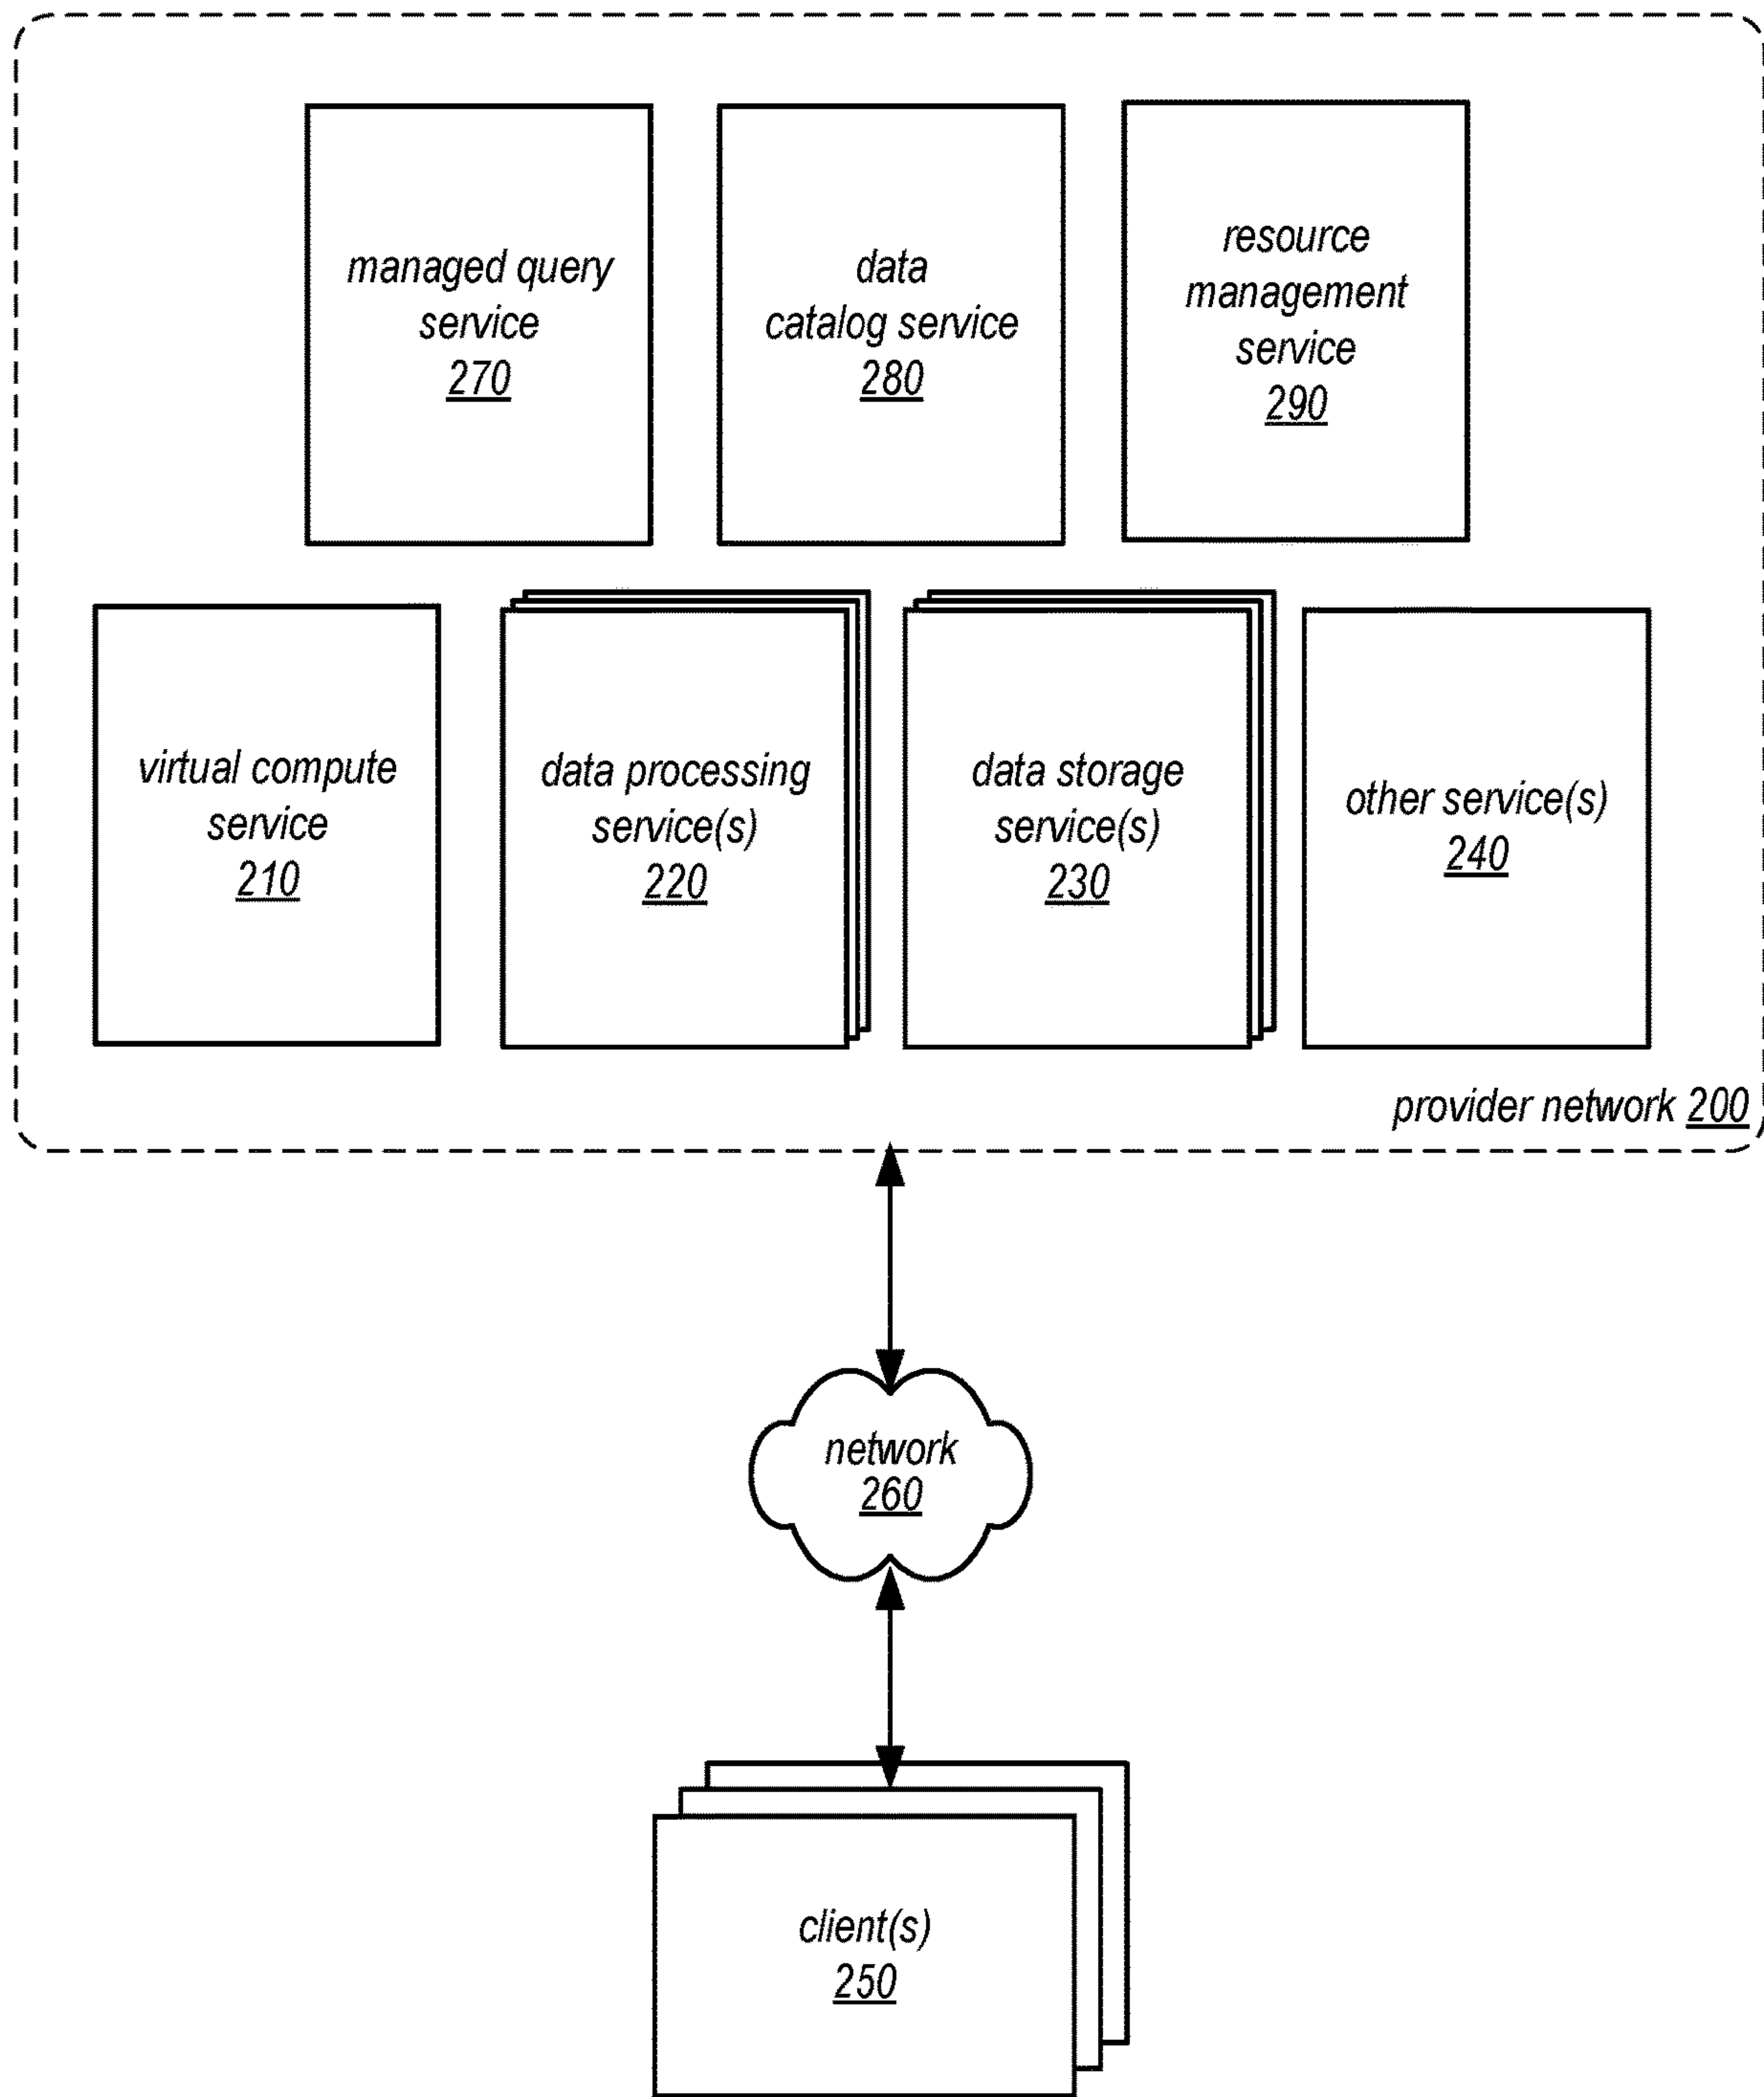 managed query
service
270
data
catalog service
280
resource
management
service
290
virtual compute
service
210
data processing
service(s)
220
data storage
service(s)
230
other service(s)
240
provider network 200
network
260
client(s)
250